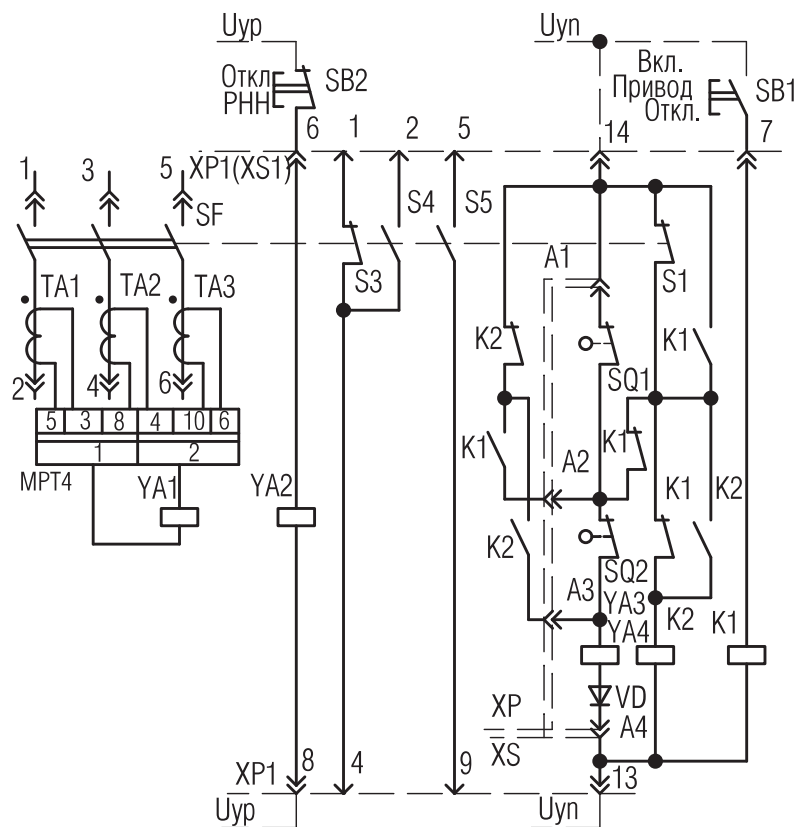 Uyp
Uyn
Откл
РНН
SB2
Вкл.
Привод
Откл.
SB1
6
1
2
5
14
7
1
3
5
XP1(XS1)
SF
S4
S5
A1
S3
S1
TA1
TA2
TA3
K2
SQ1
K1
2
4
6
5
3
8
4
10
6
1
2
МРТ4
YA1
YA2
K1
A2
K1
K1
K2
K2
SQ2
A3
YA3
YA4
K2
K1
VD
XP
A4
XS
XP1
8
4
9
13
Uyp
Uyn